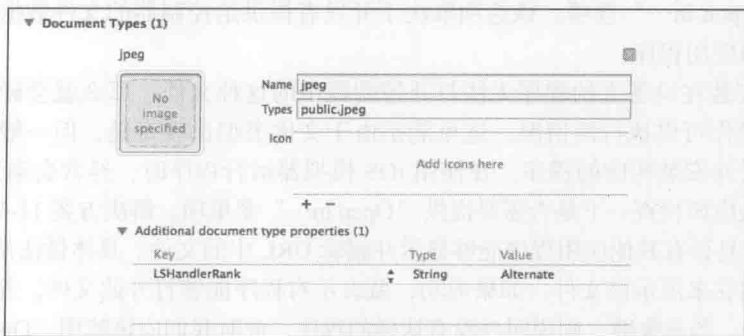 Document Types (1)
jpeg
No
image
specified
Name jpeg
Types public.jpeg
Icon
Add icons here
+ −
Additional document type properties (1)
Key Type Value
LSHandlerRank String Alternate